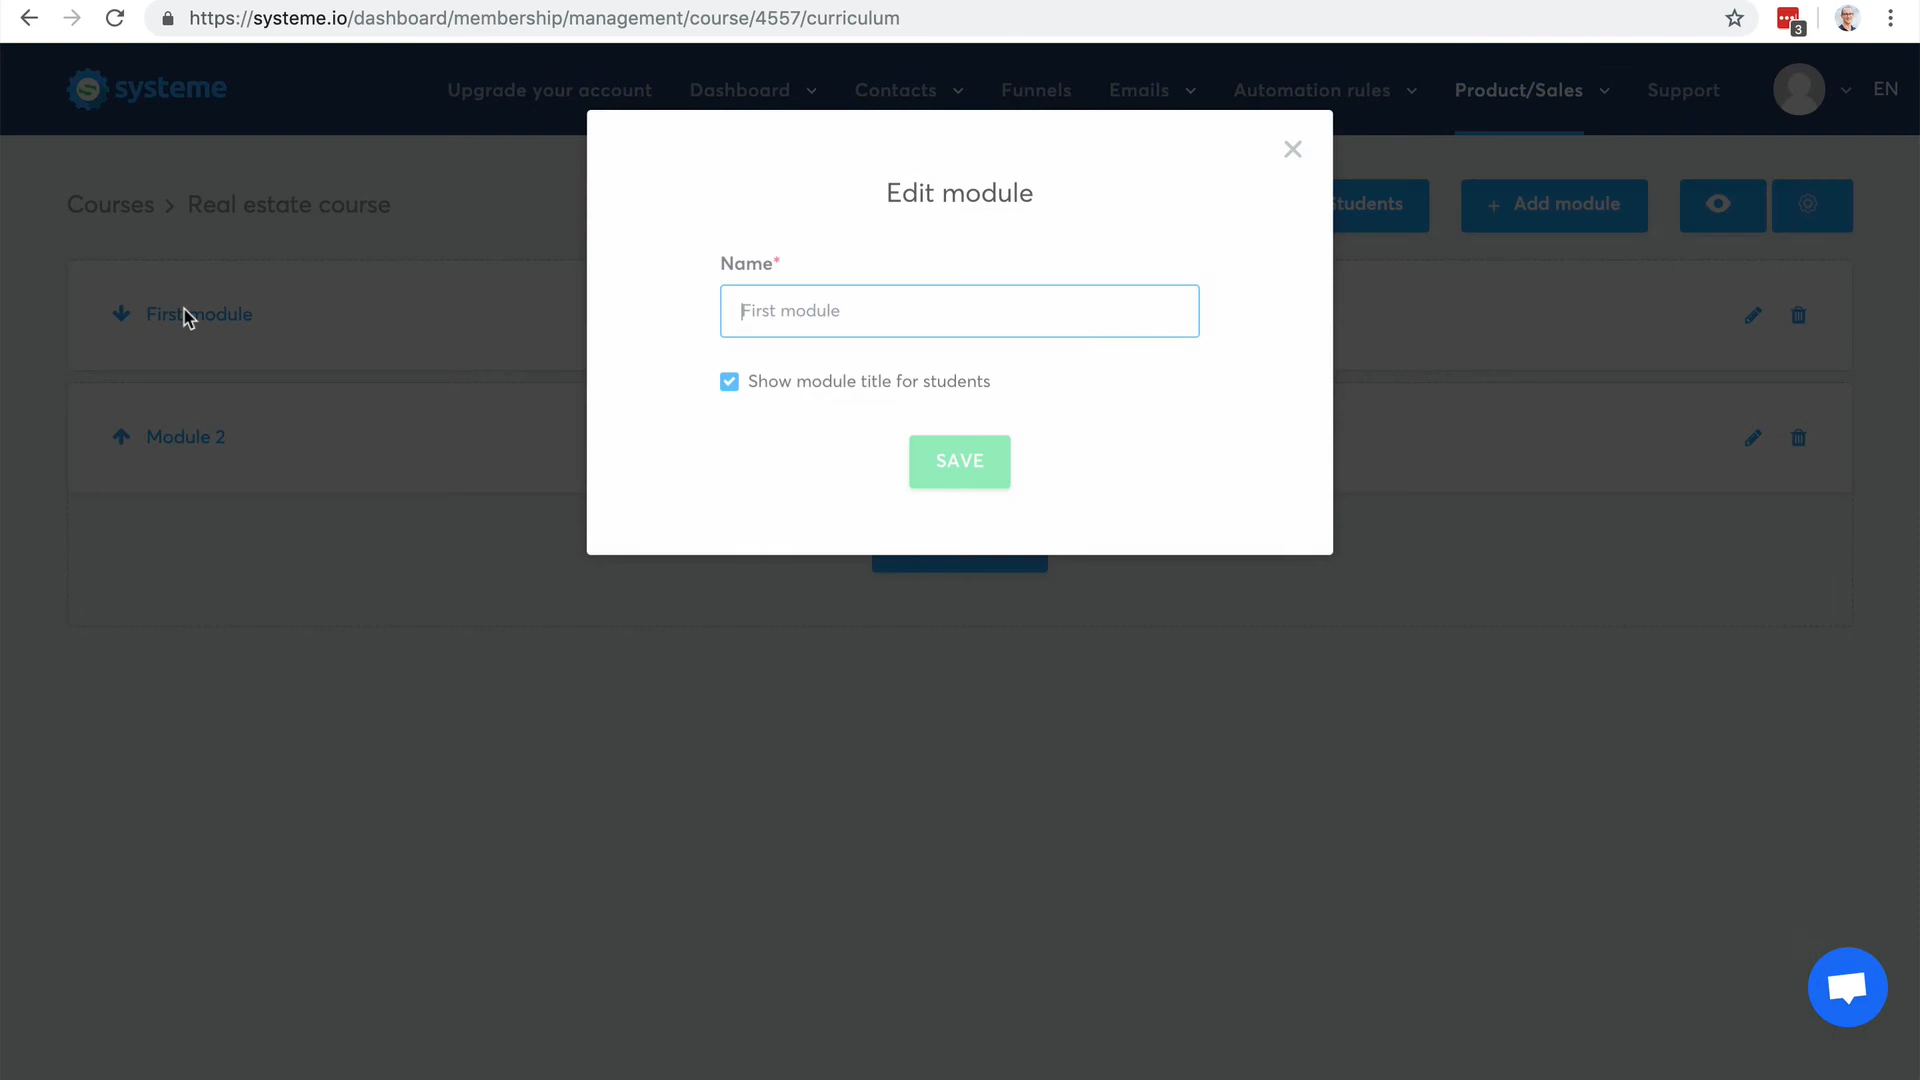 https://systeme.io/dashboard/membership/management/course/4557/curriculum
3
systeme
Upgrade your account Dashboard Contacts Funnels Emails Automation rules Product/Sales Support EN
Edit module
Courses > Real estate course
Students
+ Add module
Name*
First module
First module
Show module title for students
Module 2
SAVE